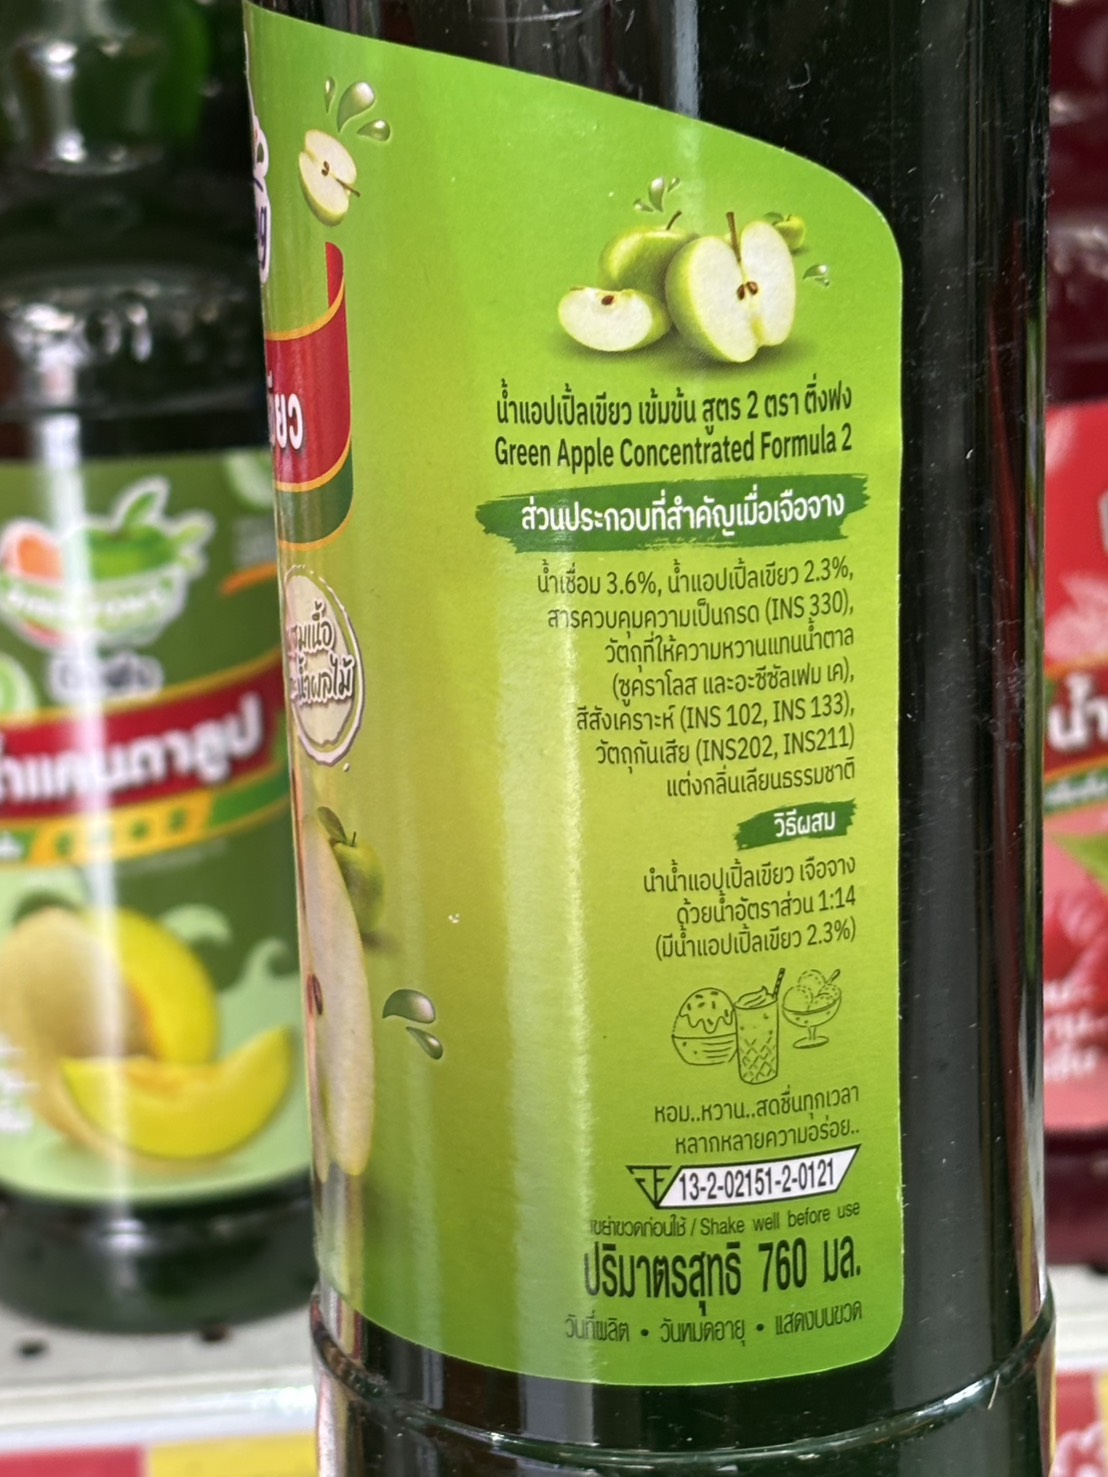 น้ำแอปเปิ้ลเขียว เข้มข้น สูตร 2 ตรา ติ่งฟง
Green Apple Concentrated Formula 2
ส่วนประกอบที่สำคัญเมื่อเจือจาง
น้ำเชื่อม 3.6%, น้ำแอปเปิ้ลเขียว 2.3%,
สารควบคุมความเป็นกรด (INS 330),
วัตถุที่ให้ความหวานแทนน้ำตาล
(ซูคราโลส และอะซีซัลเฟม เค),
สีสังเคราะห์ (INS 102, INS 133),
วัตถุกันเสีย (INS202, INS211)
แต่งกลิ่นเลียนธรรมชาติ
วิธีผสม
นำน้ำแอปเปิ้ลเขียว เจือจาง
ด้วยน้ำอัตราส่วน 1:14
(มีน้ำแอปเปิ้ลเขียว 2.3%)
หอม..หวาน..สดชื่นทุกเวลา
หลากหลายความอร่อย..
13-2-02151-2-0121
เขย่าขวดก่อนใช้ / Shake well before use
ปริมาตรสุทธิ 760 มล.
วันที่ผลิต • วันหมดอายุ • แสดงบนขวด
น้ำผลไม้
น้ำแคนตาลูป
น้ำ